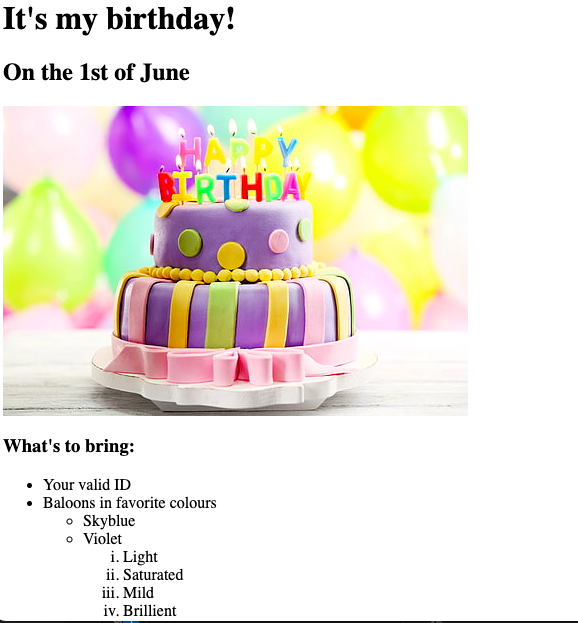 It's my birthday!
On the 1st of June
HAPPY
BIRTHDAY
What's to bring:
• Your valid ID
• Baloons in favorite colours
◦ Skyblue
◦ Violet
i. Light
ii. Saturated
iii. Mild
iv. Brillient